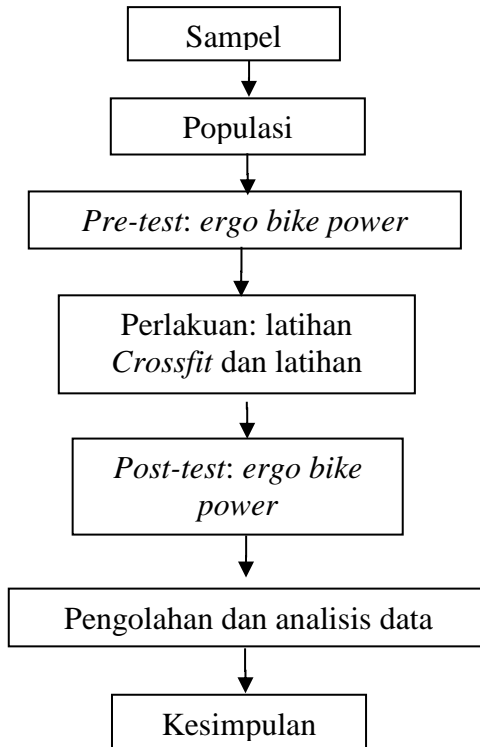 Sampel
Populasi
Pre-test: ergo bike power
Perlakuan: latihan
Crossfit dan latihan
Post-test: ergo bike
power
Pengolahan dan analisis data
Kesimpulan